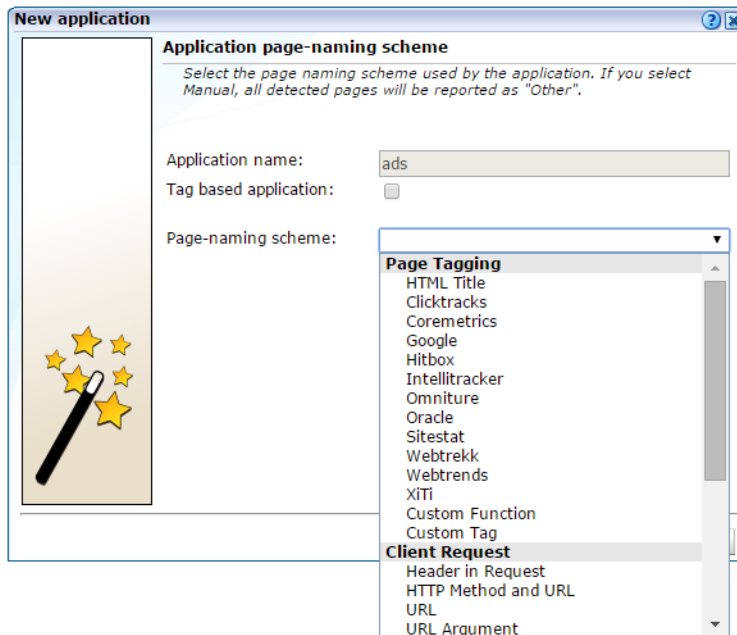 New application
Application page-naming scheme
Select the page naming scheme used by the application. If you select
Manual, all detected pages will be reported as "Other".
Application name:
ads
Tag based application:
Page-naming scheme:
Page Tagging
HTML Title
Clicktracks
Coremetrics
Google
Hitbox
Intellitracker
Omniture
Oracle
Sitestat
Webtrekk
Webtrends
XiTi
Custom Function
Custom Tag
Client Request
Header in Request
HTTP Method and URL
URL
URL Argument